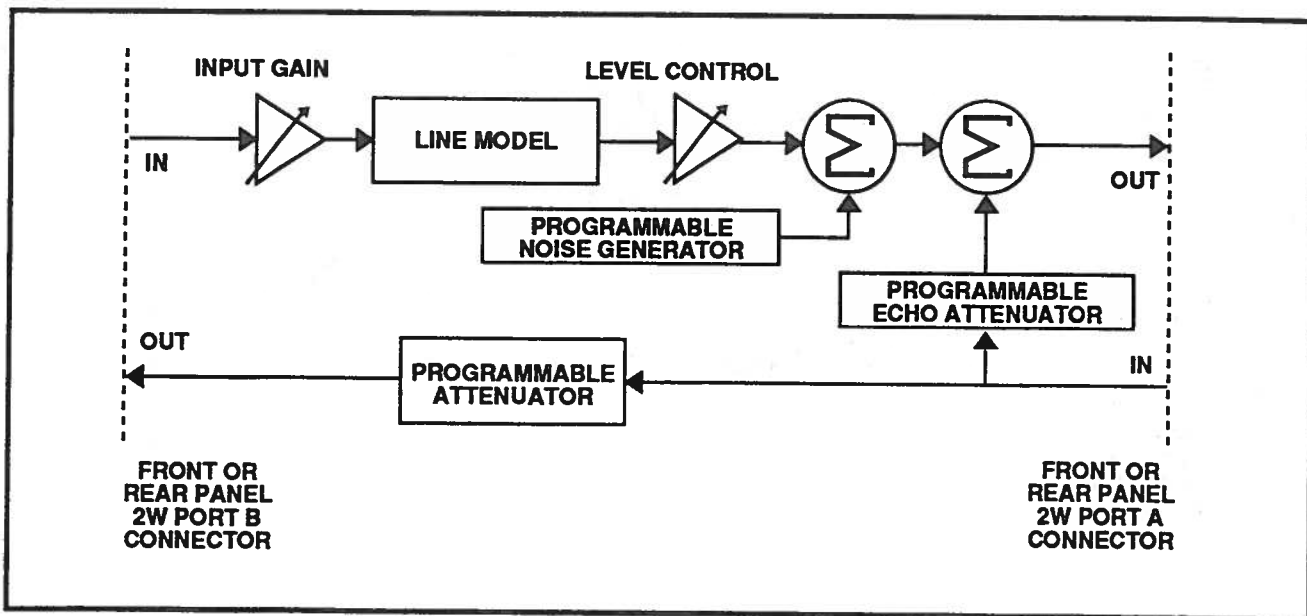 INPUT GAIN
LEVEL CONTROL
LINE MODEL
IN
OUT
PROGRAMMABLE
NOISE GENERATOR
PROGRAMMABLE
ECHO ATTENUATOR
OUT
IN
PROGRAMMABLE
ATTENUATOR
FRONT OR
REAR PANEL
2W PORT B
CONNECTOR
FRONT OR
REAR PANEL
2W PORT A
CONNECTOR